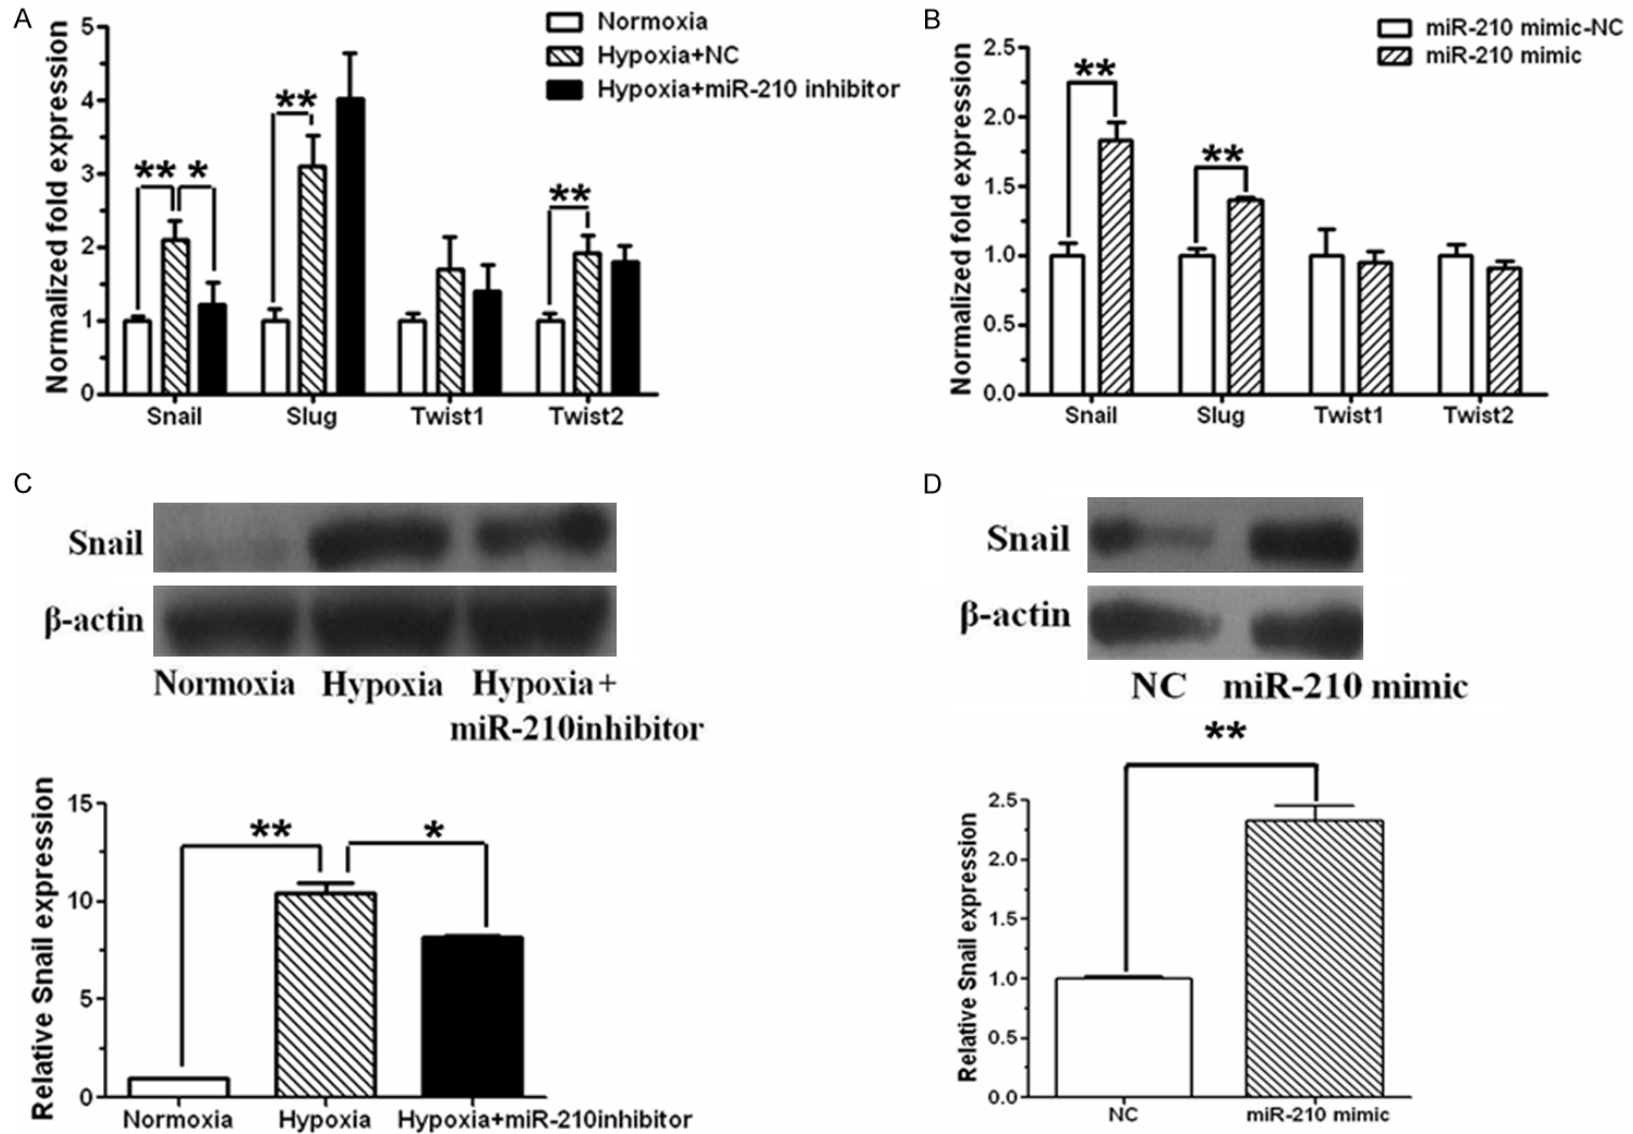 A
Normalized fold expression
5
4
3
2
1
0
Normoxia
Hypoxia+NC
Hypoxia+miR-210 inhibitor
** *
**
**
Snail Slug Twist1 Twist2
B
Normalized fold expression
2.5
2.0
1.5
1.0
0.5
0.0
miR-210 mimic-NC
miR-210 mimic
**
**
Snail Slug Twist1 Twist2
C
Snail
β-actin
Normoxia Hypoxia Hypoxia+
miR-210inhibitor
Relative Snail expression
15
10
5
0
** *
Normoxia Hypoxia Hypoxia+miR-210inhibitor
D
Snail
β-actin
NC miR-210 mimic
**
Relative Snail expression
2.5
2.0
1.5
1.0
0.5
0.0
NC miR-210 mimic